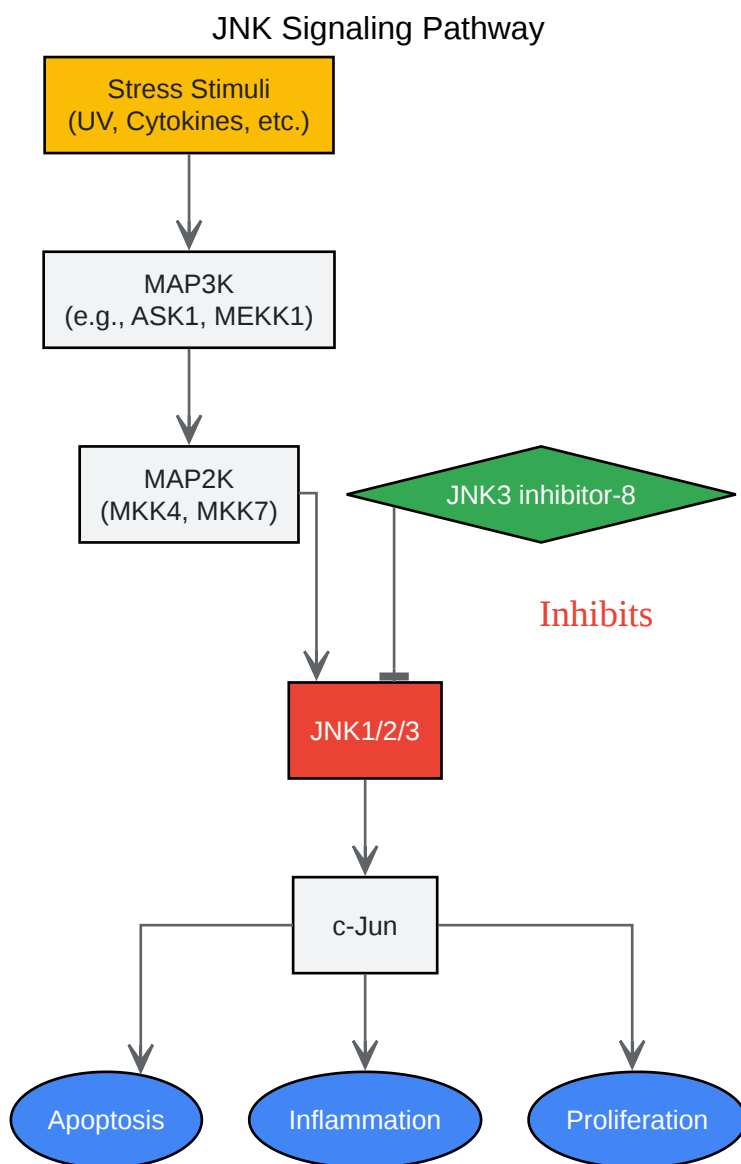 JNK Signaling Pathway
Stress Stimuli
(UV, Cytokines, etc.)
MAP3K
(e.g., ASK1, MEKK1)
MAP2K
(MKK4, MKK7)
JNK3 inhibitor-8
Inhibits
JNK1/2/3
c-Jun
Apoptosis
Inflammation
Proliferation